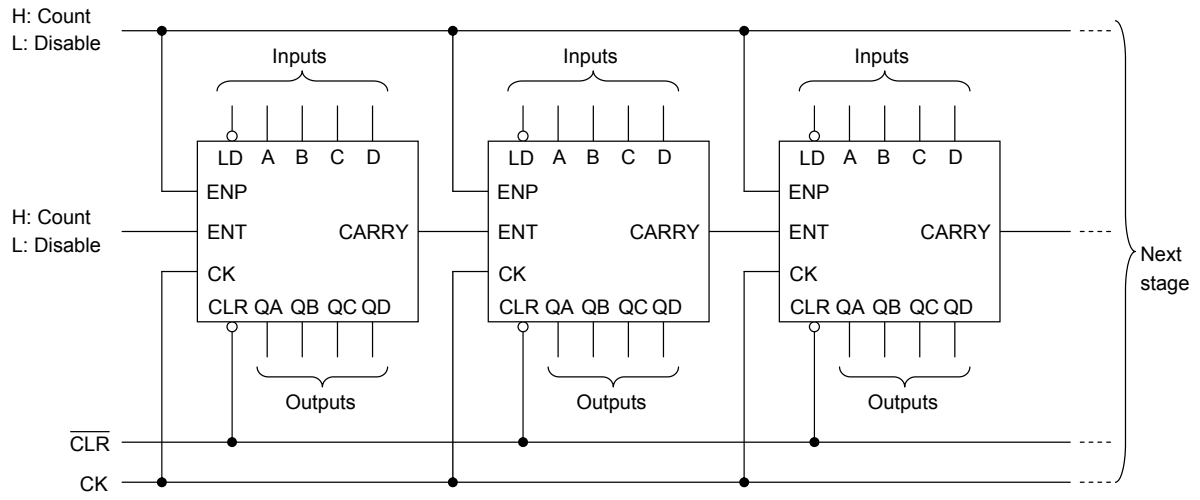 H: Count
L: Disable
Inputs
Inputs
Inputs
LD A B C D
LD A B C D
LD A B C D
ENP
ENP
ENP
H: Count
L: Disable
ENT CARRY
ENT CARRY
ENT CARRY
Next
stage
CK
CK
CK
CLR QA QB QC QD
CLR QA QB QC QD
CLR QA QB QC QD
Outputs
Outputs
Outputs
CLR
CK